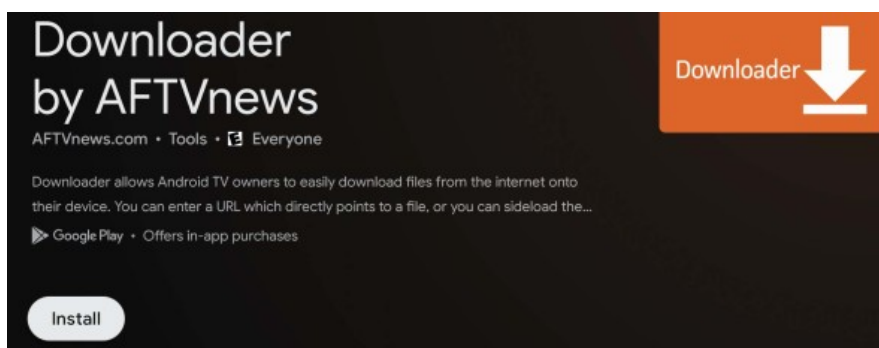 Downloader
by AFTVnews
Downloader
AFTVnews.com • Tools • E Everyone
Downloader allows Android TV owners to easily download files from the internet onto
their device. You can enter a URL which directly points to a file, or you can sideload the...
Google Play • Offers in-app purchases
Install